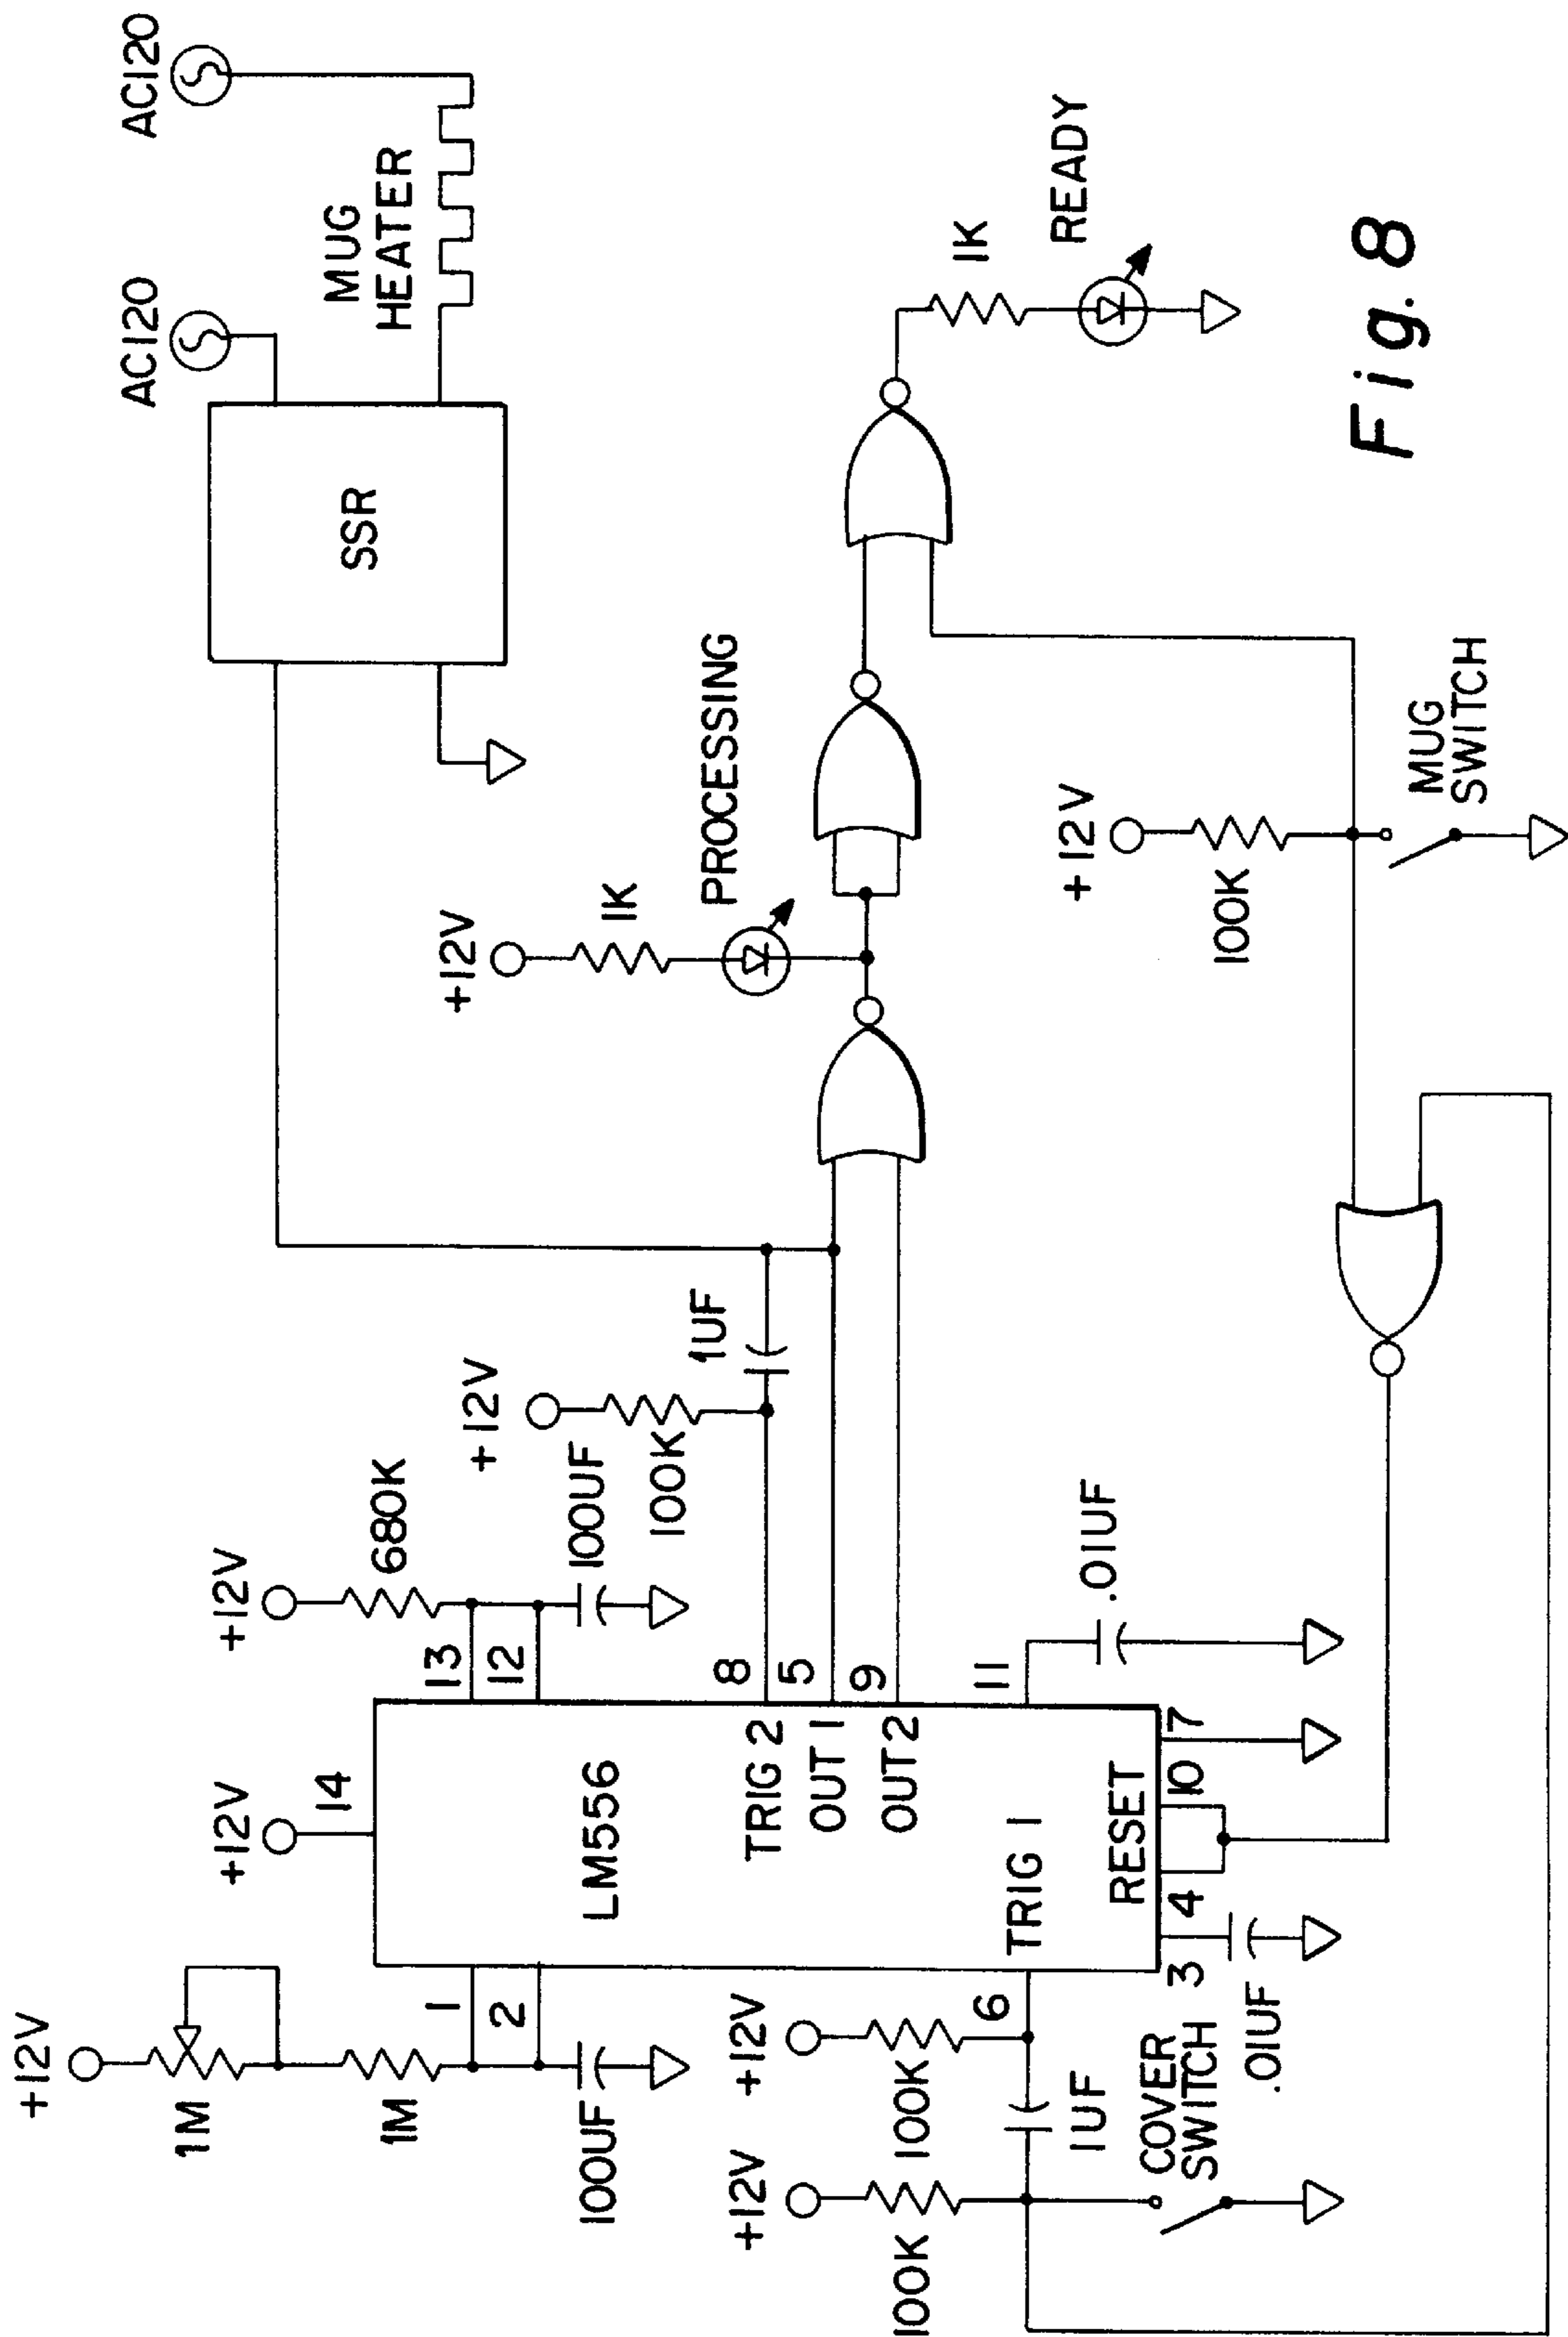 +12V
1M
1M
1
2
100UF
+12V
14
LM556
+12V
680K
13
12
100UF
+12V
100K
1UF
TRIG 2
8
OUT 1
5
OUT 2
9
11
.01UF
TRIG 1
6
RESET
3
4
10
7
.01UF
+12V
100K
+12V
100K
1UF
COVER
SWITCH
SSR
AC120
AC120
MUG
HEATER
+12V
1K
PROCESSING
1K
READY
+12V
100K
MUG
SWITCH
Fig. 8